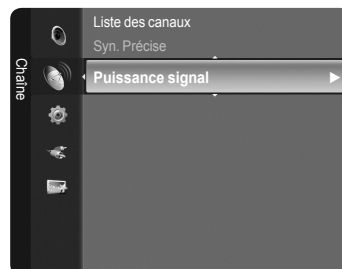 Chaîne
Liste des canaux
Syn. Précise
Puissance signal